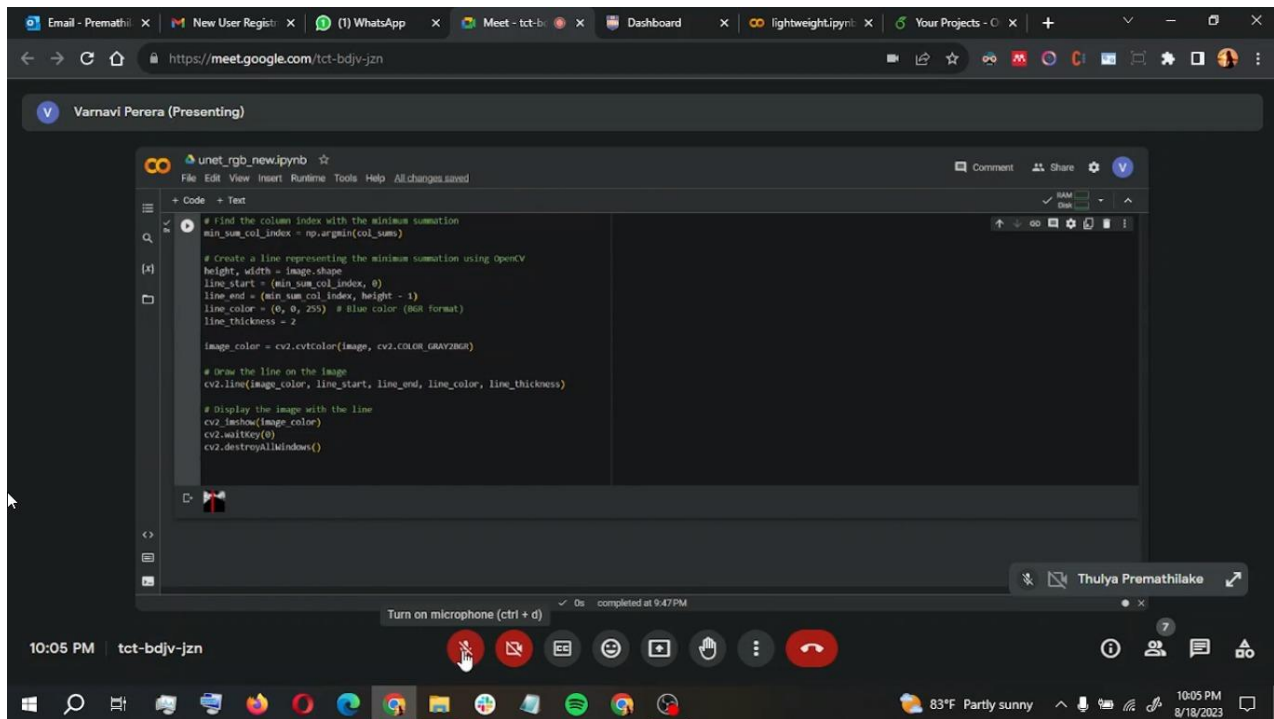 Email - Premathil
New User Registr
(1) WhatsApp
Meet - tct-b
Dashboard
lightweight.ipynb
Your Projects - O
https://meet.google.com/tct-bdjv-jzn
V Varnavi Perera (Presenting)
unet_rgb_new.ipynb
Comment Share V
File Edit View Insert Runtime Tools Help All changes saved
+ Code + Text
RAM
Disk
0s
{x}
# Find the column index with the minimum summation
min_sum_col_index = np.argmin(col_sums)
# Create a line representing the minimum summation using OpenCV
height, width = image.shape
line_start = (min_sum_col_index, 0)
line_end = (min_sum_col_index, height - 1)
line_color = (0, 0, 255) # Blue color (BGR format)
line_thickness = 2
image_color = cv2.cvtColor(image, cv2.COLOR_GRAY2BGR)
# Draw the line on the image
cv2.line(image_color, line_start, line_end, line_color, line_thickness)
# Display the image with the line
cv2_imshow(image_color)
cv2.waitKey(0)
cv2.destroyAllWindows()
Thulya Premathilake
0s completed at 9:47 PM
Turn on microphone (ctrl + d)
7
10:05 PM tct-bdjv-jzn
83°F Partly sunny
10:05 PM
8/18/2023